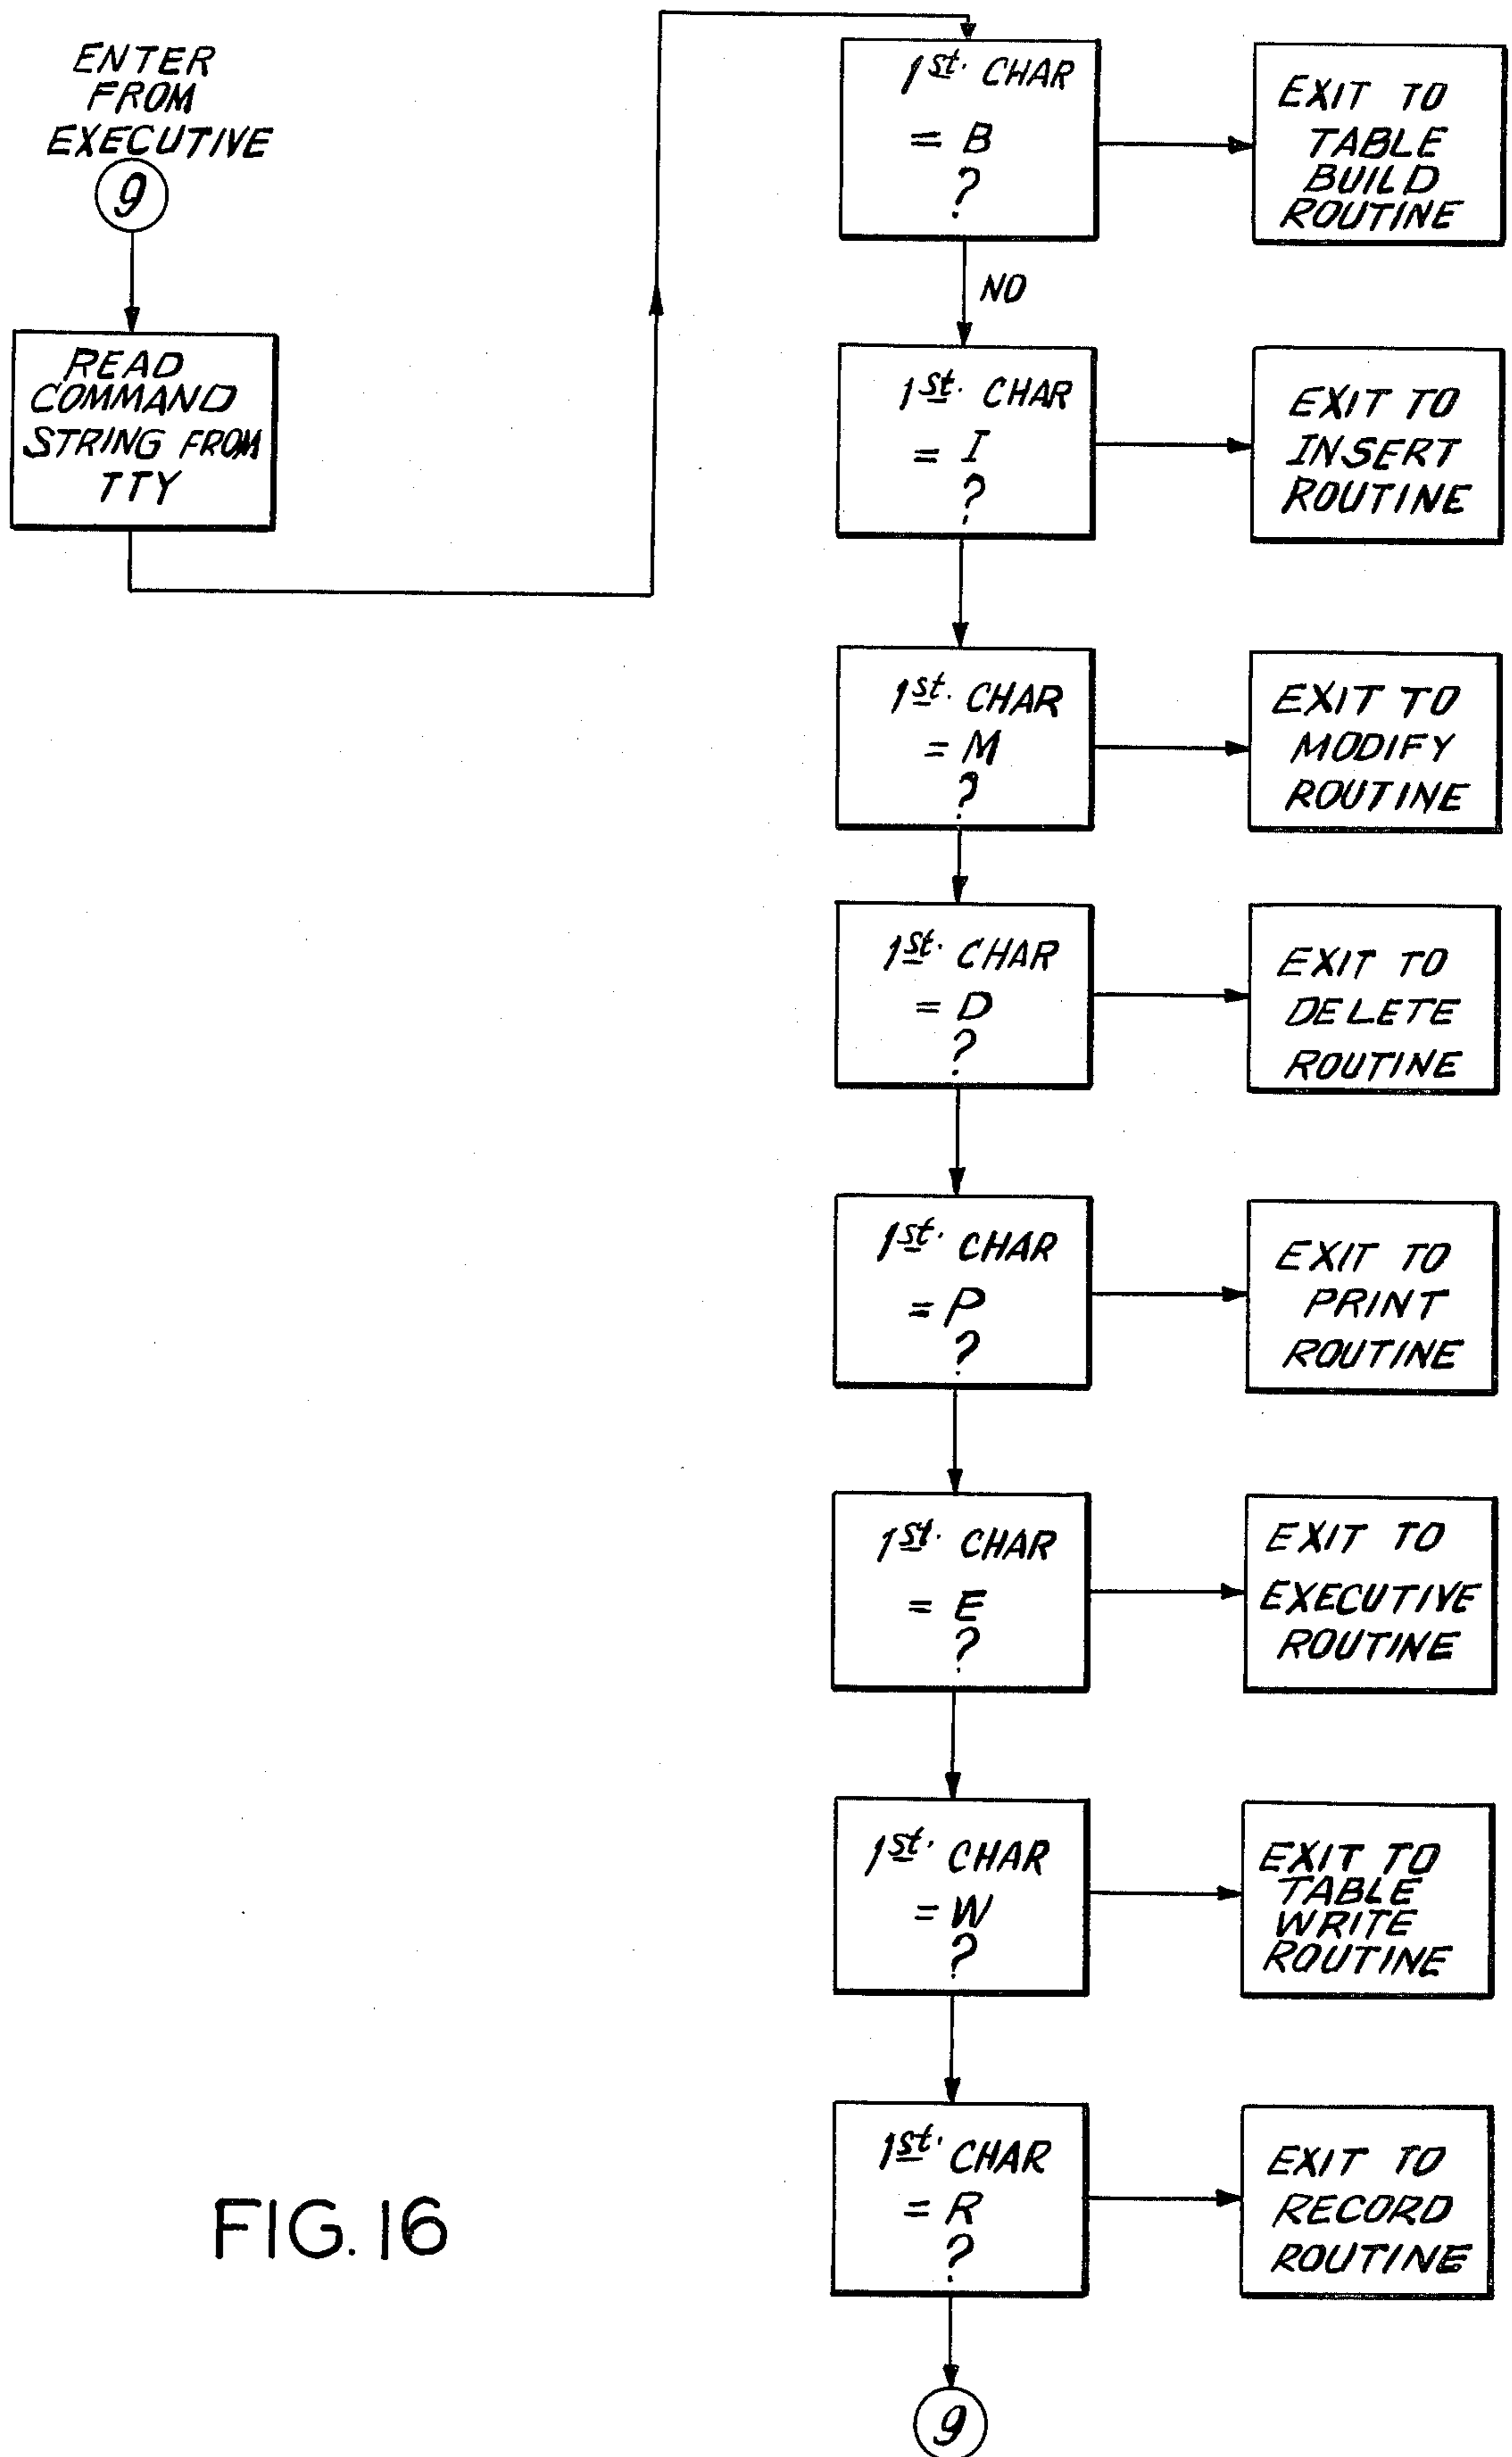 ENTER
FROM
EXECUTIVE
9
READ
COMMAND
STRING FROM
TTY
1st. CHAR
= B
?
EXIT TO
TABLE
BUILD
ROUTINE
NO
1st. CHAR
= I
?
EXIT TO
INSERT
ROUTINE
1st. CHAR
= M
?
EXIT TO
MODIFY
ROUTINE
1st. CHAR
= D
?
EXIT TO
DELETE
ROUTINE
1st. CHAR
= P
?
EXIT TO
PRINT
ROUTINE
1st. CHAR
= E
?
EXIT TO
EXECUTIVE
ROUTINE
1st. CHAR
= W
?
EXIT TO
TABLE
WRITE
ROUTINE
1st. CHAR
= R
?
EXIT TO
RECORD
ROUTINE
9
FIG. 16